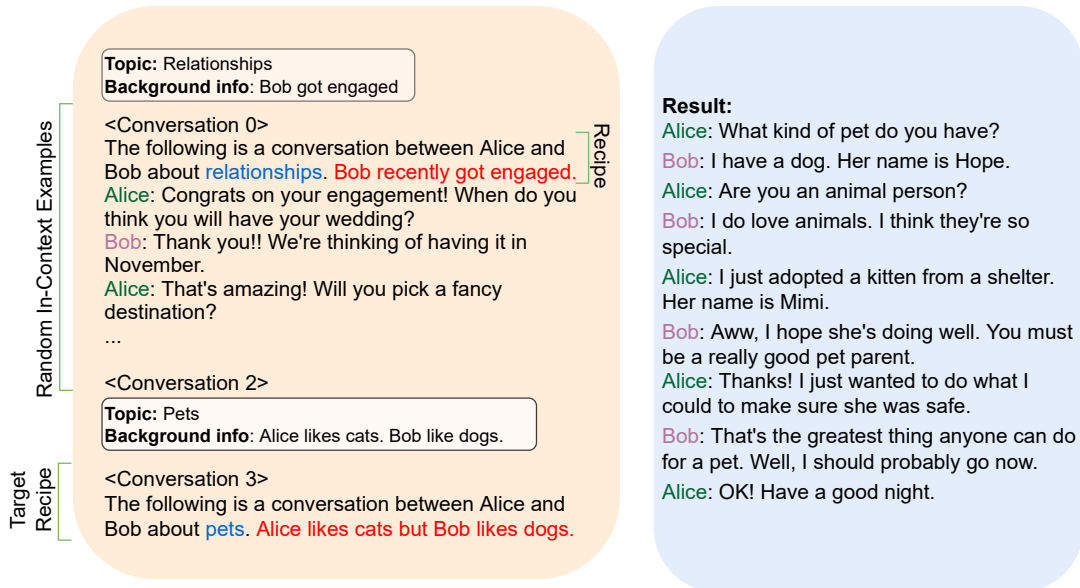 Topic: Relationships
Background info: Bob got engaged
Random In-Context Examples
<Conversation 0>
The following is a conversation between Alice and
Bob about relationships. Bob recently got engaged.
Recipe
Alice: Congrats on your engagement! When do you
think you will have your wedding?
Bob: Thank you!! We're thinking of having it in
November.
Alice: That's amazing! Will you pick a fancy
destination?
...
<Conversation 2>
Topic: Pets
Background info: Alice likes cats. Bob like dogs.
Target
Recipe
<Conversation 3>
The following is a conversation between Alice and
Bob about pets. Alice likes cats but Bob likes dogs.
Result:
Alice: What kind of pet do you have?
Bob: I have a dog. Her name is Hope.
Alice: Are you an animal person?
Bob: I do love animals. I think they're so
special.
Alice: I just adopted a kitten from a shelter.
Her name is Mimi.
Bob: Aww, I hope she's doing well. You must
be a really good pet parent.
Alice: Thanks! I just wanted to do what I
could to make sure she was safe.
Bob: That's the greatest thing anyone can do
for a pet. Well, I should probably go now.
Alice: OK! Have a good night.